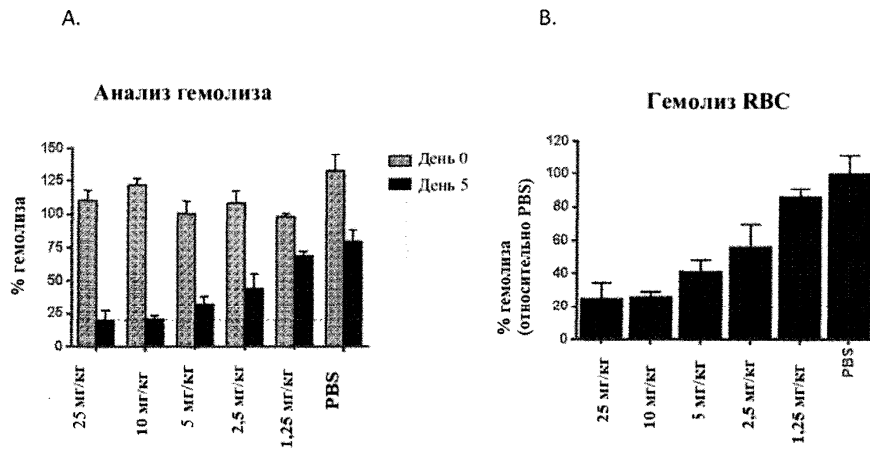 A.
Анализ гемолиза
% гемолиза
150
125
100
75
50
25
0
День 0
День 5
25 мг/кг
10 мг/кг
5 мг/кг
2,5 мг/кг
1,25 мг/кг
PBS
B.
Гемолиз RBC
% гемолиза
(относительно PBS)
120
100
80
60
40
20
0
25 мг/кг
10 мг/кг
5 мг/кг
2,5 мг/кг
1,25 мг/кг
PBS